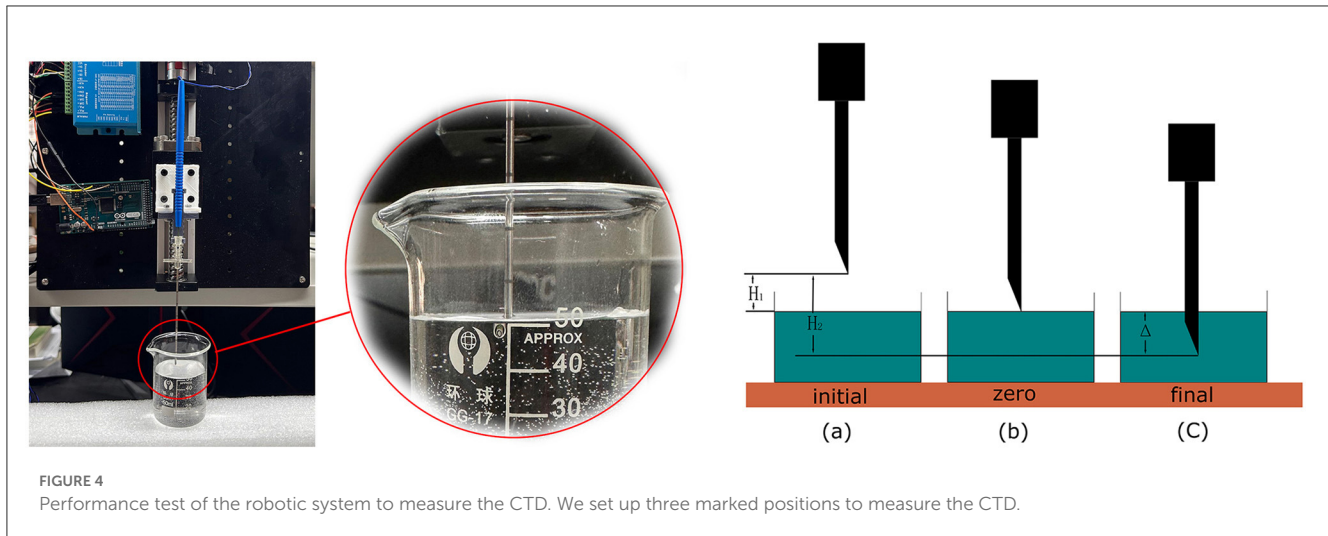 50
APPROX
40
环 球
GG-17
30
H₁
H₂
Δ
initial
zero
final
(a)
(b)
(C)
FIGURE 4
Performance test of the robotic system to measure the CTD. We set up three marked positions to measure the CTD.